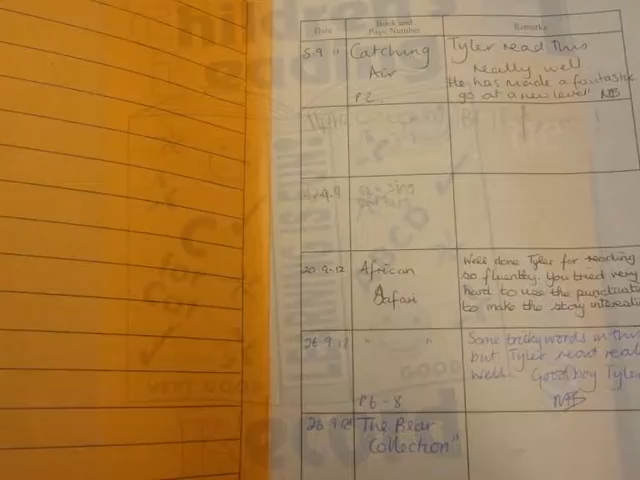 Date
Book and
Page Number
Remarks
5.9
Catching
Air
P2.
Tyler read this
really well
He has made a fantastic
go at a new level" NB
20.9.12
African
Safari
Well done Tyler for reading
so fluently. You tried very
hard to use the punctuatio
to make the story interesti
26.9.12
" "
P6-8
Some tricky words in this
but Tyler read real
well. Good boy Tyler
NB
26.9.12
The Bear
Collection"